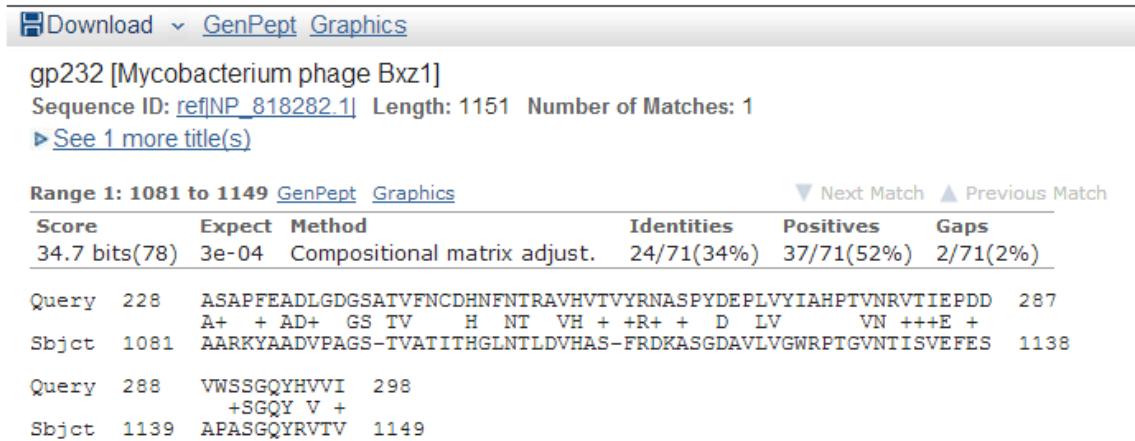 Download GenPept Graphics
gp232 [Mycobacterium phage Bxz1]
Sequence ID: ref|NP_818282.1| Length: 1151 Number of Matches: 1
See 1 more title(s)
Range 1: 1081 to 1149 GenPept Graphics Next Match Previous Match
Score Expect Method Identities Positives Gaps
34.7 bits(78) 3e-04 Compositional matrix adjust. 24/71(34%) 37/71(52%) 2/71(2%)
Query 228 ASAPFEADLGDGSATVFNCDHNFNTRAVHVTVYRNASPYDEPLVYIAHPTVNRVTIEPDD 287
A+ + AD+ GS TV H NT VH + +R+ + D LV VN +++E +
Sbjct 1081 AARKYAADVPAGS-TVATITHGLNTLDVHAS-FRDKASGDAVLVGWRPTGVNTISVEFES 1138
Query 288 VWSSGQYHVVI 298
+SGQY V +
Sbjct 1139 APASGQYRVTV 1149